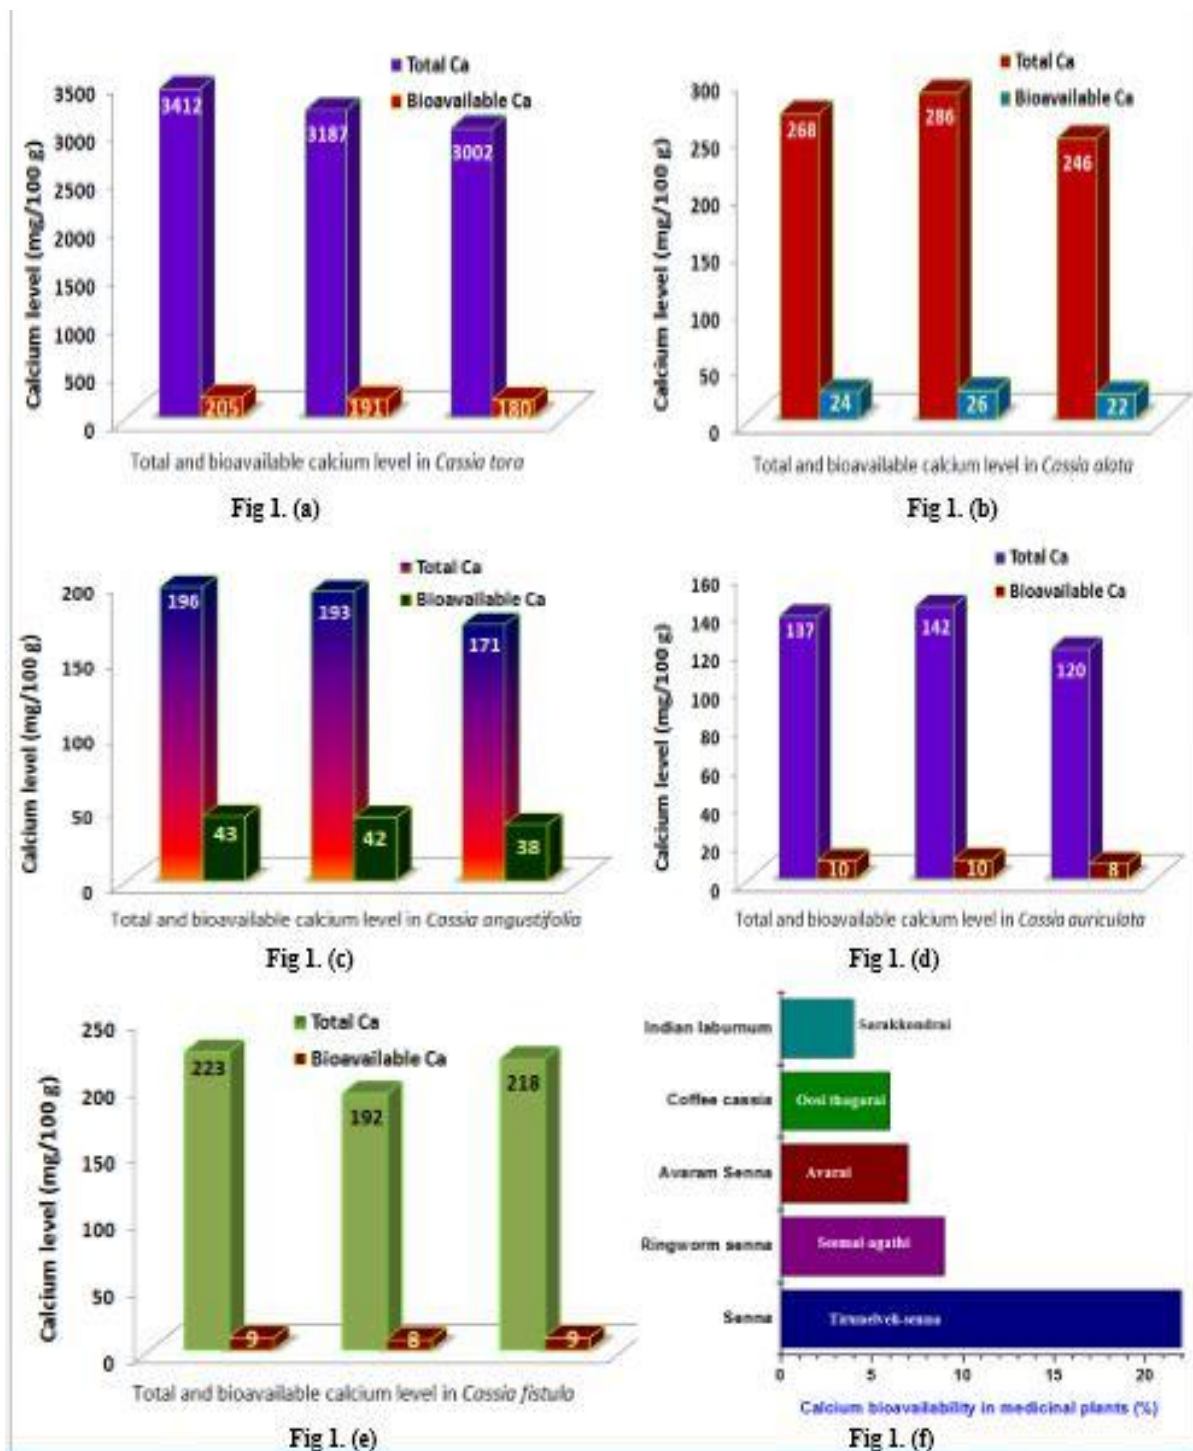 Total Ca
Bioavailable Ca
Calcium level (mg/100 g)
3500
3000
2500
2000
1500
1000
500
0
3412
3187
3002
205
191
180
Total and bioavailable calcium level in Cassia tora
Fig 1. (a)
Total Ca
Bioavailable Ca
Calcium level (mg/100 g)
300
250
200
150
100
50
0
268
286
246
24
26
22
Total and bioavailable calcium level in Cassia alata
Fig 1. (b)
Total Ca
Bioavailable Ca
Calcium level (mg/100 g)
200
150
100
50
0
196
193
171
43
42
38
Total and bioavailable calcium level in Cassia angustifolia
Fig 1. (c)
Total Ca
Bioavailable Ca
Calcium level (mg/100 g)
160
140
120
100
80
60
40
20
0
137
142
120
10
10
8
Total and bioavailable calcium level in Cassia auriculata
Fig 1. (d)
Total Ca
Bioavailable Ca
Calcium level (mg/100 g)
250
200
150
100
50
0
223
192
218
9
8
9
Total and bioavailable calcium level in Cassia fistula
Fig 1. (e)
Indian laburnum
Sarakkondrai
Coffee cassia
Oosi thagarai
Avaram Senna
Avarai
Ringworm senna
Seemai-agathi
Senna
Tirunelveli-senna
0 5 10 15 20
Calcium bioavailability in medicinal plants (%)
Fig 1. (f)